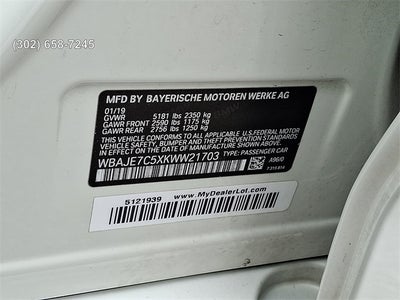 (302) 658-7245
MFD BY BAYERISCHE MOTOREN WERKE AG
01/19
GVWR 5181 lbs 2350 kg
GAWR FRONT 2590 lbs 1175 kg
GAWR REAR 2756 lbs 1250 kg
THIS VEHICLE CONFORMS TO ALL APPLICABLE U.S. FEDERAL MOTOR
VEHICLE SAFETY, BUMPER, AND THEFT PREVENTION STANDARDS IN
EFFECT ON THE DATE OF MANUFACTURE SHOWN ABOVE.
WBAJE7C5XKWW21703 TYPE: PASSENGER CAR
A96/0
5121939
www.MyDealerLot.com